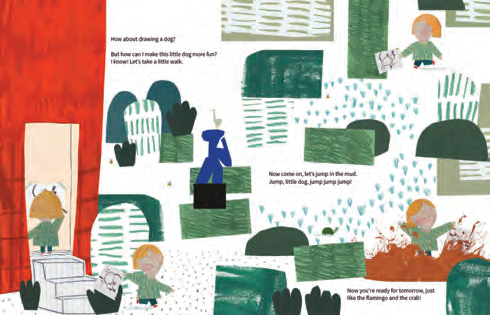 How about drawing a dog?
But how can I make this little dog more fun?
I know! Let's take a little walk.
Now come on, let's jump in the mud.
Jump, little dog, jump jump jump!
Now you're ready for tomorrow, just
like the flamingo and the crab!